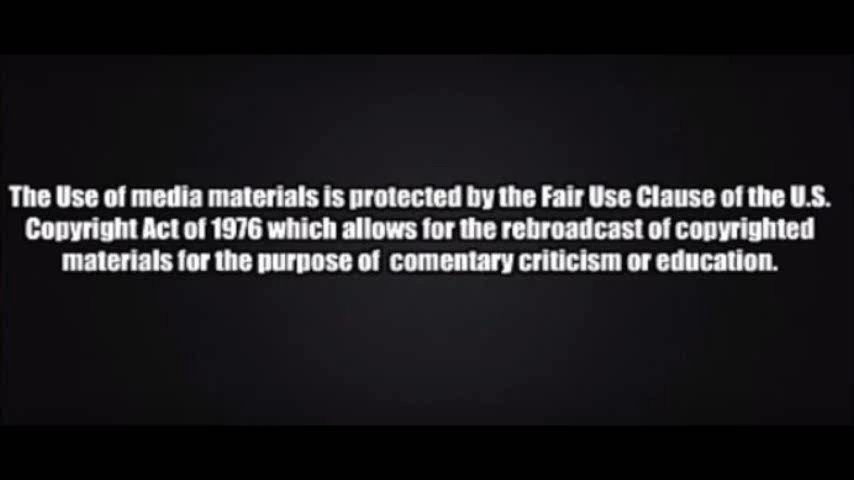 The Use of media materials is protected by the Fair Use Clause of the U.S.
Copyright Act of 1976 which allows for the rebroadcast of copyrighted
materials for the purpose of  comentary criticism or education.